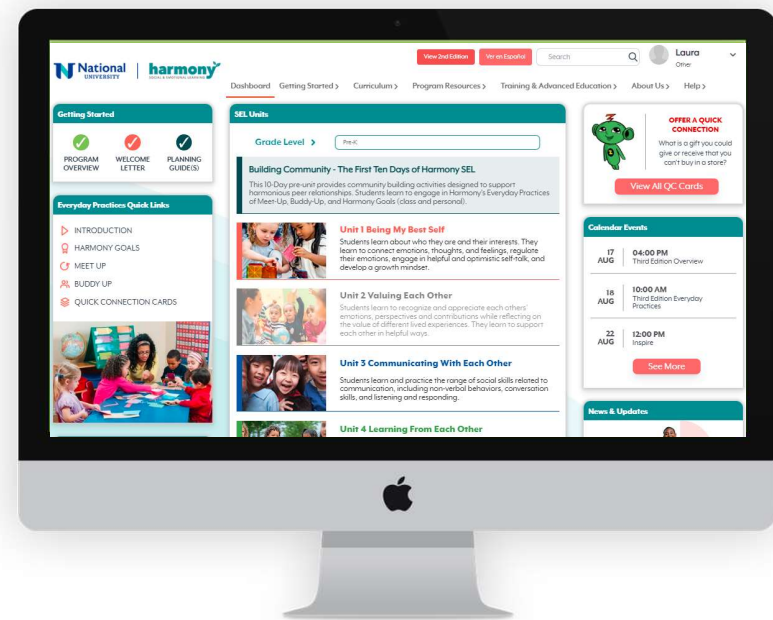 National
UNIVERSITY
harmony
View 2nd Edition
Ver en Español
Search
Laura
Other
Dashboard
Getting Started >
Curriculum >
Program Resources >
Training & Advanced Education >
About Us >
Help >
Getting Started
PROGRAM
OVERVIEW
WELCOME
LETTER
PLANNING
GUIDE(S)
Everyday Practices Quick Links
INTRODUCTION
HARMONY GOALS
MEET UP
BUDDY UP
QUICK CONNECTION CARDS
SEL Units
Grade Level >
Pre-K
Building Community - The First Ten Days of Harmony SEL
This 10-Day pre-unit provides community building activities designed to support
harmonious peer relationships. Students learn to engage in Harmony's Everyday Practices
of Meet-Up, Buddy-Up, and Harmony Goals (class and personal).
Unit 1 Being My Best Self
Students learn about who they are and their interests. They
learn to connect emotions, thoughts, and feelings, regulate
their emotions, engage in helpful and optimistic self-talk, and
develop a growth mindset.
Unit 2 Valuing Each Other
Students learn to recognize and appreciate each others'
emotions, perspectives and contributions while reflecting on
the value of different lived experiences. They learn to support
each other in helpful ways.
Unit 3 Communicating With Each Other
Students learn and practice the range of social skills related to
communication, including non-verbal behaviors, conversation
skills, and listening and responding.
Unit 4 Learning From Each Other
OFFER A QUICK
CONNECTION
What is a gift you could
give or receive that you
can't buy in a store?
View All QC Cards
Calendar Events
17
AUG
04:00 PM
Third Edition Overview
18
AUG
10:00 AM
Third Edition Everyday
Practices
22
AUG
12:00 PM
Inspire
See More
News & Updates